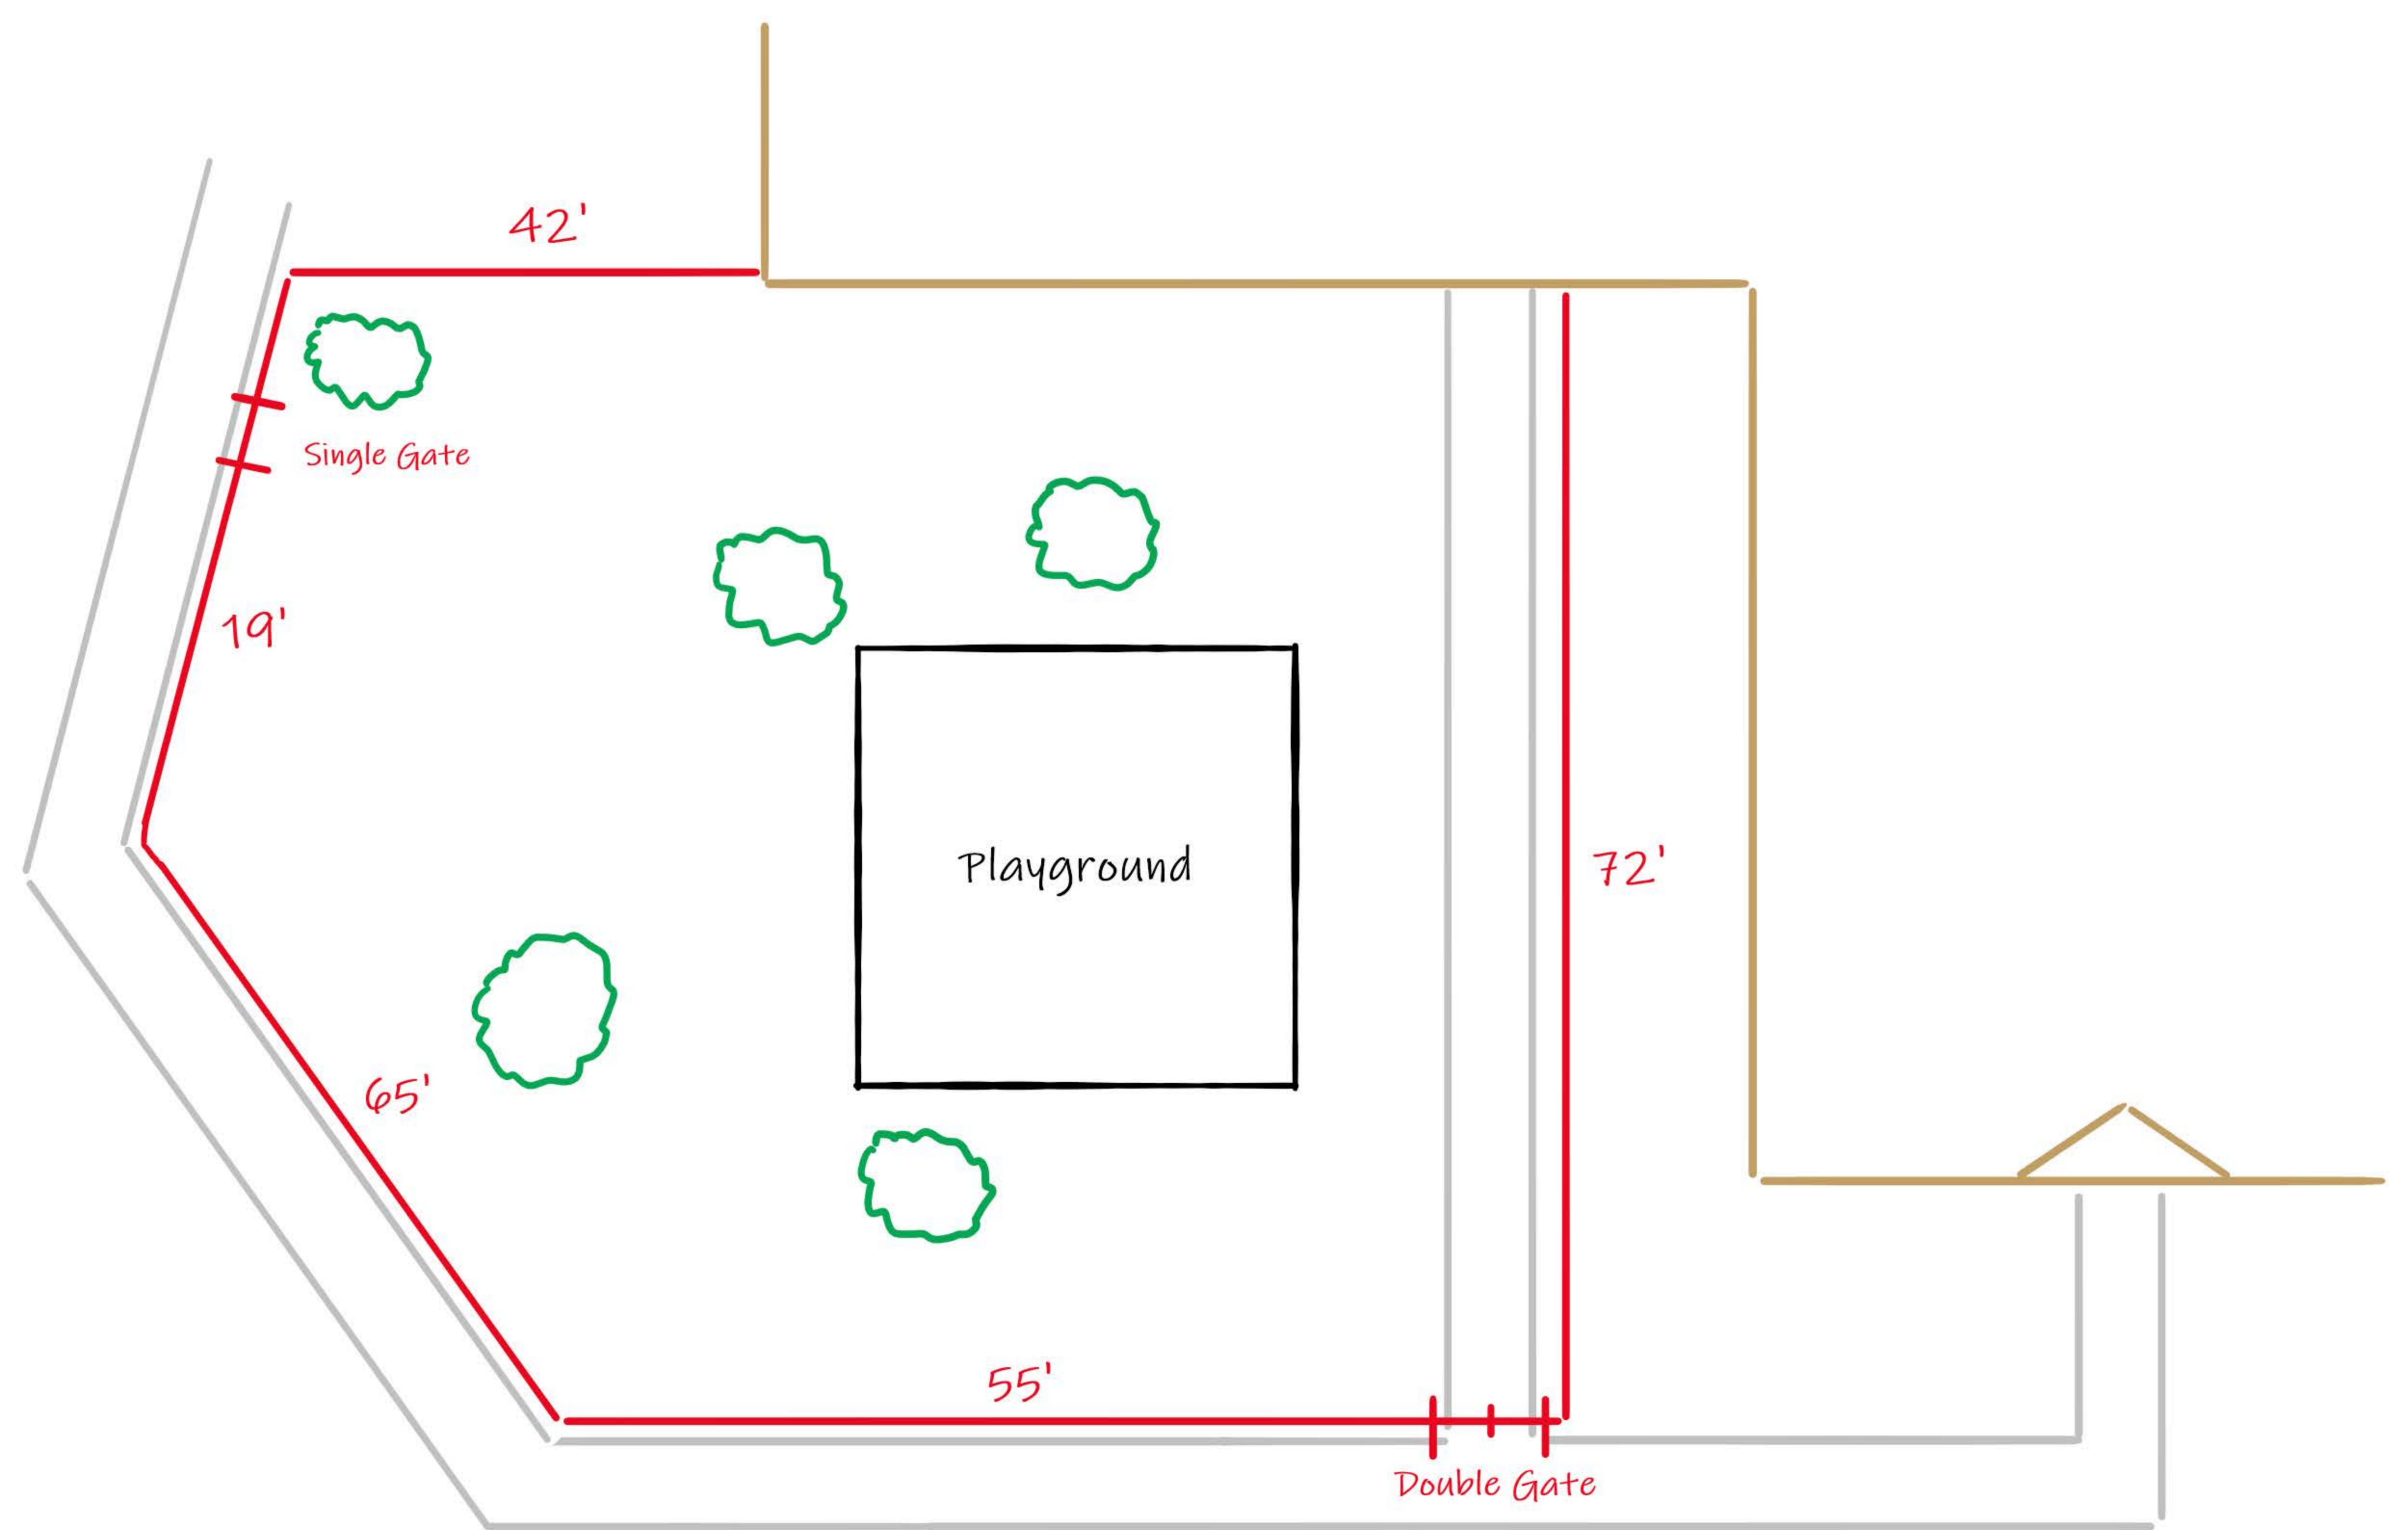 42'
Single Gate
19'
Playground
72'
65'
55'
Double Gate